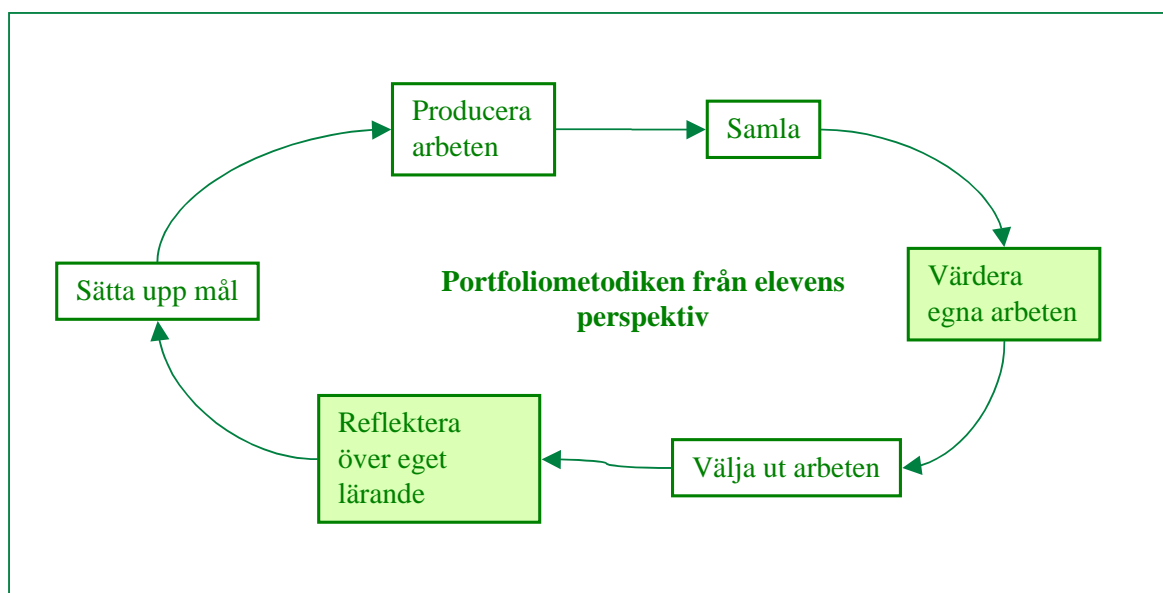 Producera
arbeten
Samla
Värdera
egna arbeten
Sätta upp mål
Portfoliometodiken från elevens
perspektiv
Reflektera
över eget
lärande
Välja ut arbeten